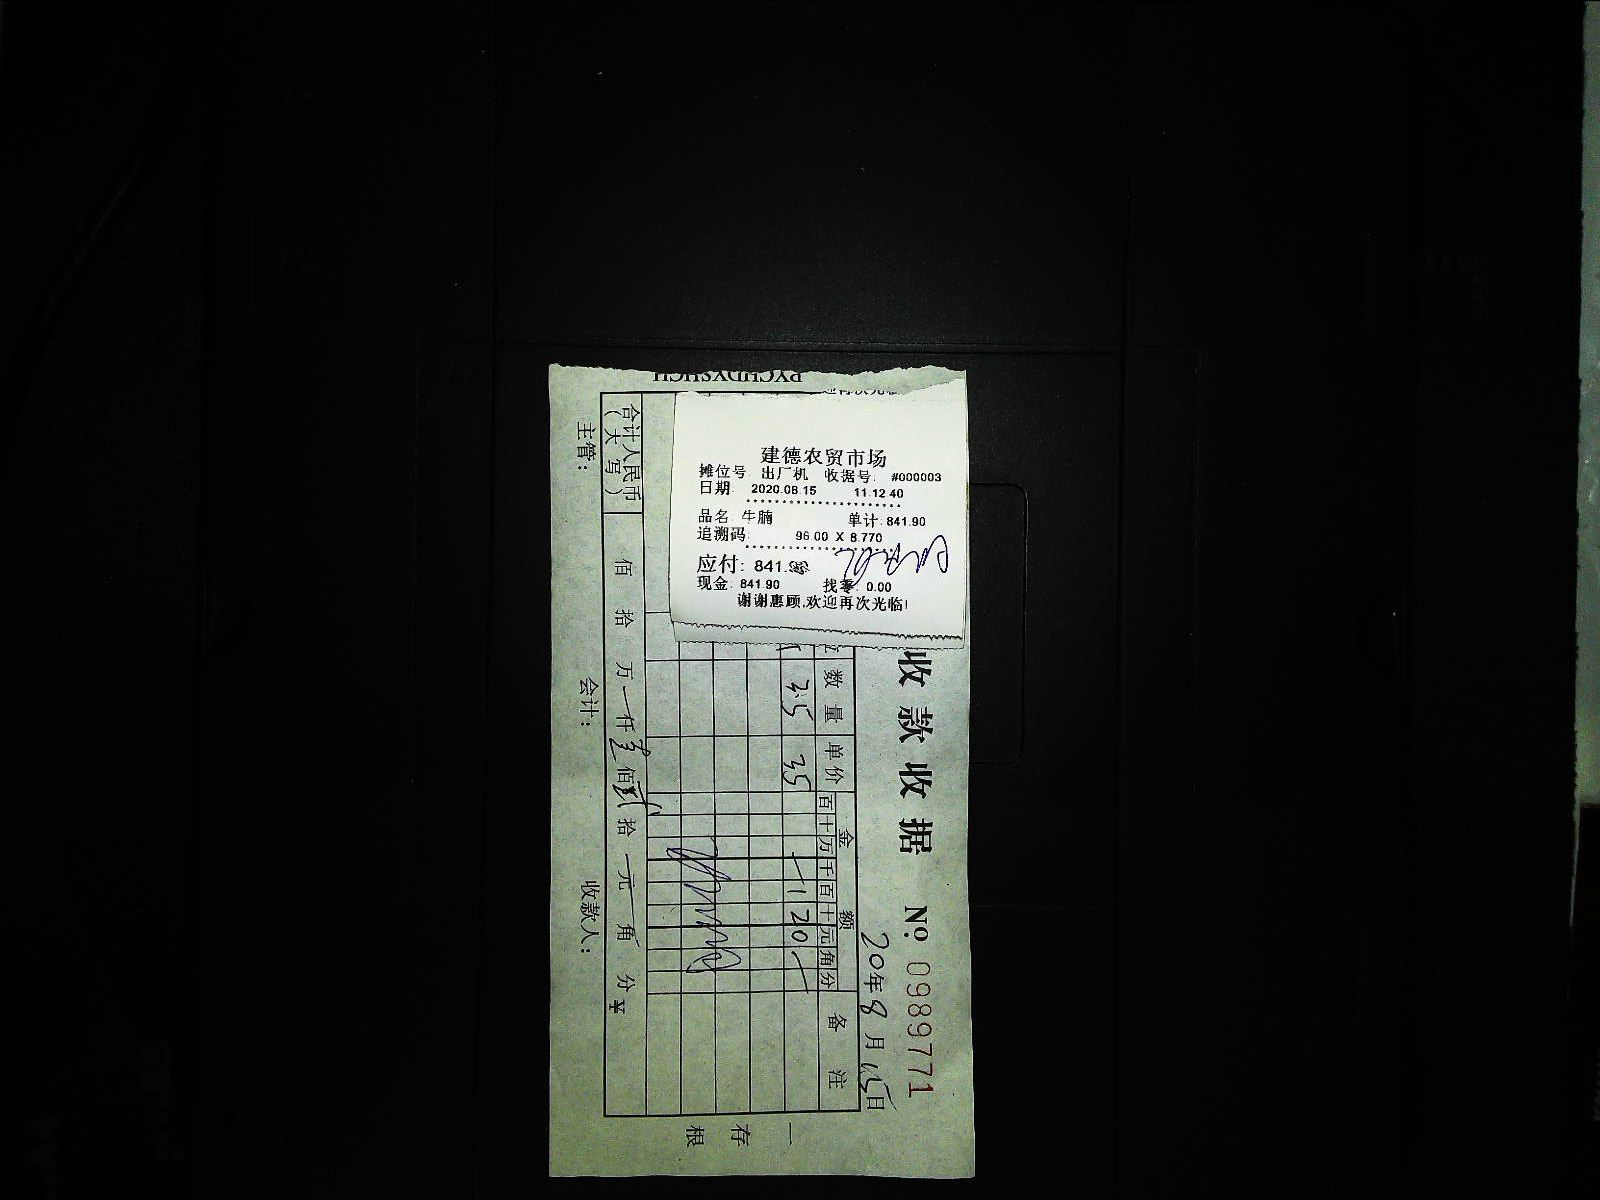 建德农贸市场
摊位号 出厂机 收据号: #000003
日期 2020.08.15 11.12 40
品名 牛腩 单计: 841.90
追溯码: 96.00 X 8.770
应付: 841.
现金: 841.90 找零: 0.00
谢谢惠顾,欢迎再次光临!
收款收据 № 0989771
20年8月15日
数量 单价 金额 备注
百十万千百十元角分
35 35 1120
合计人民币(大写) 佰 拾 万 仟 壹 佰 贰 拾 元 角 分 ¥
主管: 会计: 收款人:
一存根